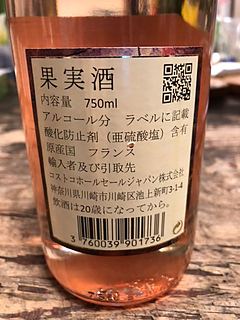 果実酒
内容量　750ml
アルコール分　ラベルに記載
酸化防止剤（亜硫酸塩）含有
原産国　フランス
輸入者及び引取先
コストコホールセールジャパン株式会社
神奈川県川崎市川崎区池上新町3-1-4
飲酒は20歳になってから。
3 760039 901736